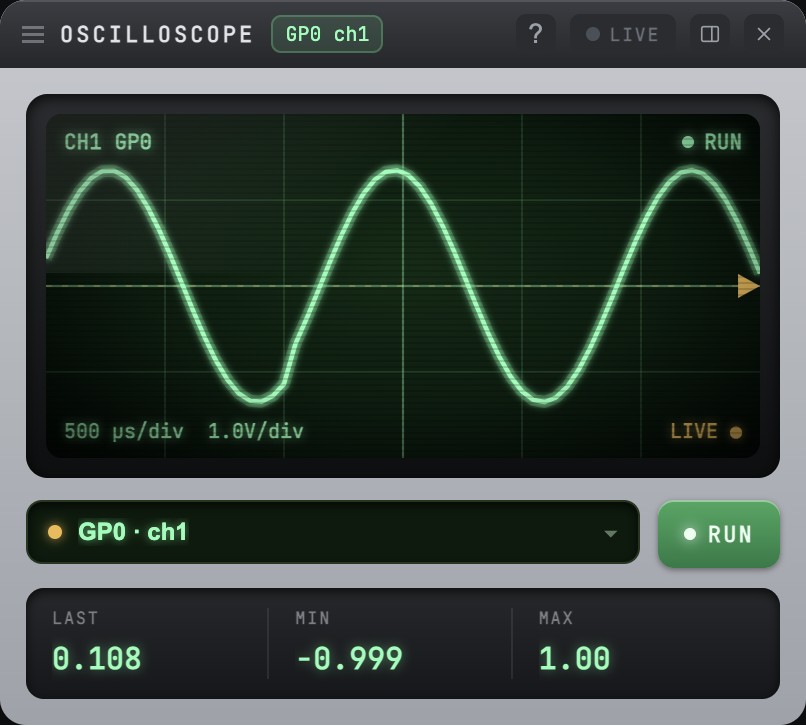 OSCILLOSCOPE GP0 ch1 ? LIVE
CH1 GP0 RUN
500 µs/div 1.0V/div LIVE
GP0 · ch1 RUN
LAST MIN MAX
0.108 -0.999 1.00